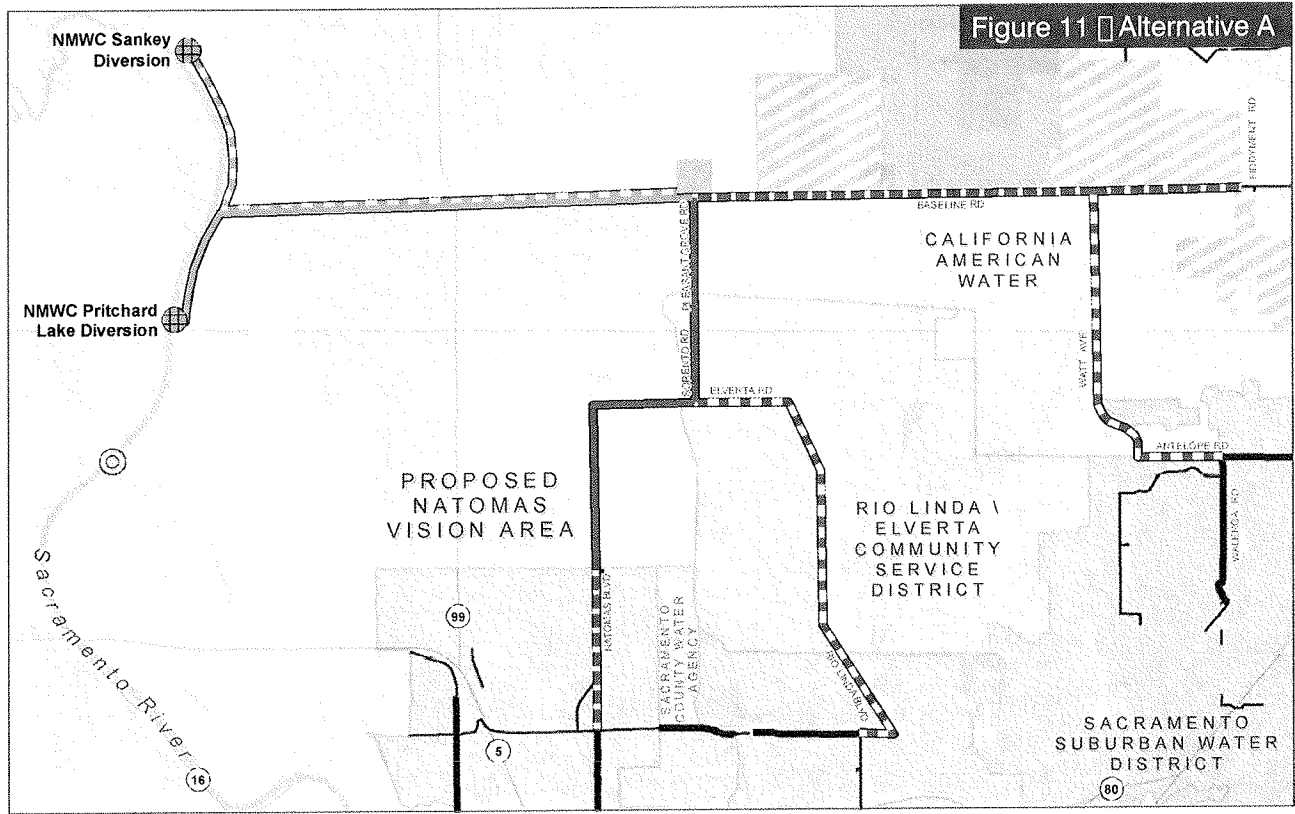 Figure 11 ▯ Alternative A
NMWC Sankey
Diversion
FIDDYMENT RD
BASELINE RD
CALIFORNIA
AMERICAN
WATER
PLEASANT GROVE RD
SORENTO RD
NMWC Pritchard
Lake Diversion
WATT AVE
ELVERTA RD
ANTELOPE RD
WALERGA RD
PROPOSED
NATOMAS
VISION AREA
RIO LINDA \
ELVERTA
COMMUNITY
SERVICE
DISTRICT
Sacramento River
99
NATOMAS BLVD
SACRAMENTO
COUNTY WATER
AGENCY
RIO LINDA BLVD
5
16
SACRAMENTO
SUBURBAN WATER
DISTRICT
80